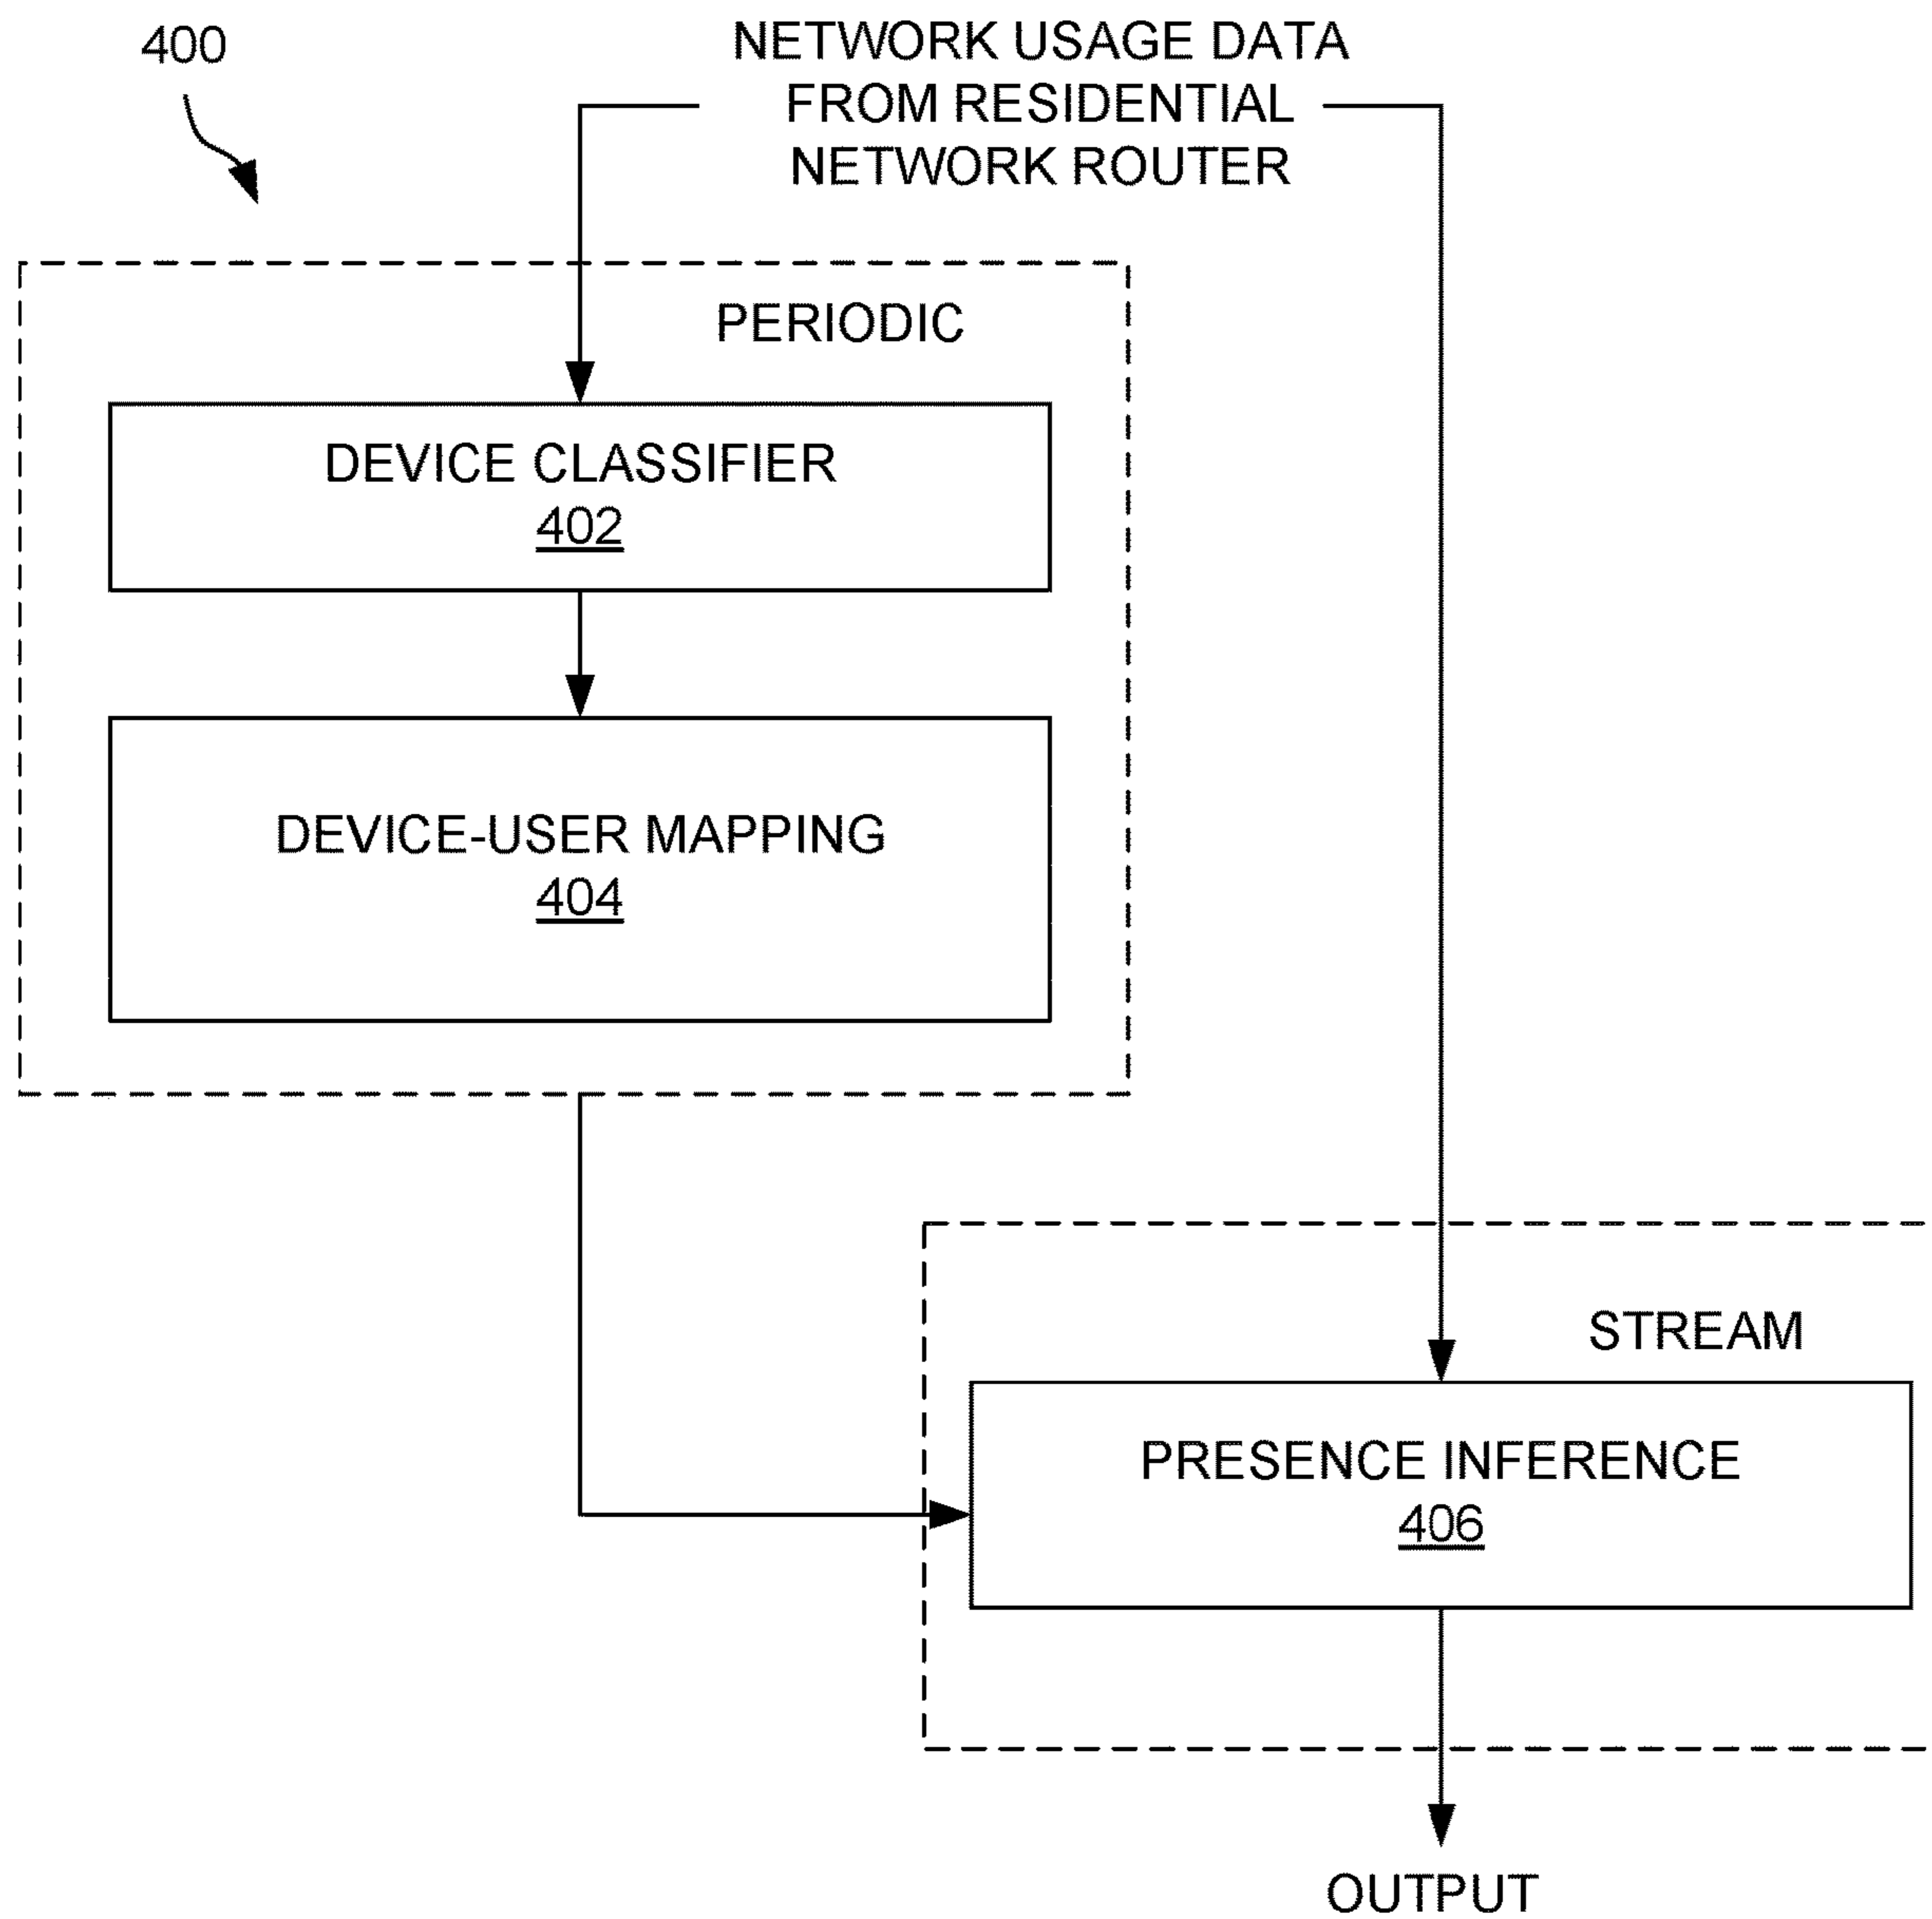 400
NETWORK USAGE DATA
FROM RESIDENTIAL
NETWORK ROUTER
PERIODIC
DEVICE CLASSIFIER
402
DEVICE-USER MAPPING
404
STREAM
PRESENCE INFERENCE
406
OUTPUT